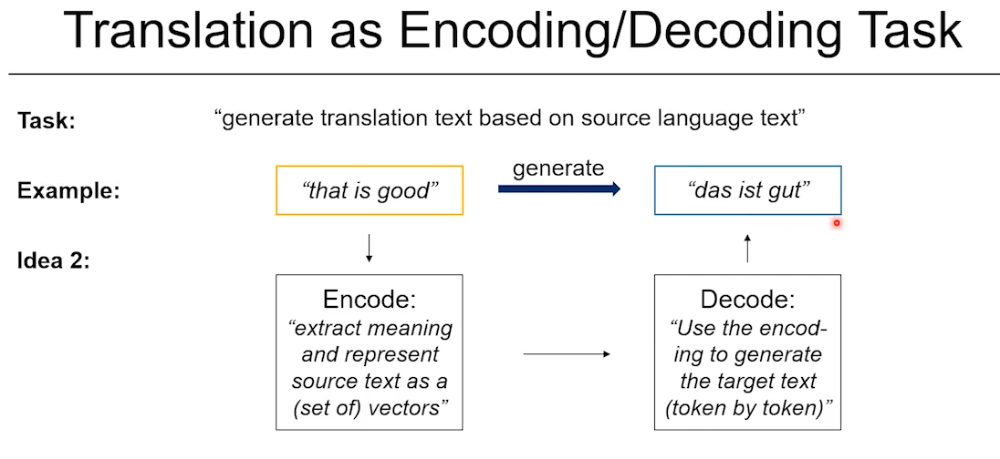 Translation as Encoding/Decoding Task
Task:
“generate translation text based on source language text”
Example:
“that is good”
generate
“das ist gut”
Idea 2:
Encode:
“extract meaning
and represent
source text as a
(set of) vectors”
Decode:
“Use the encod-
ing to generate
the target text
(token by token)”